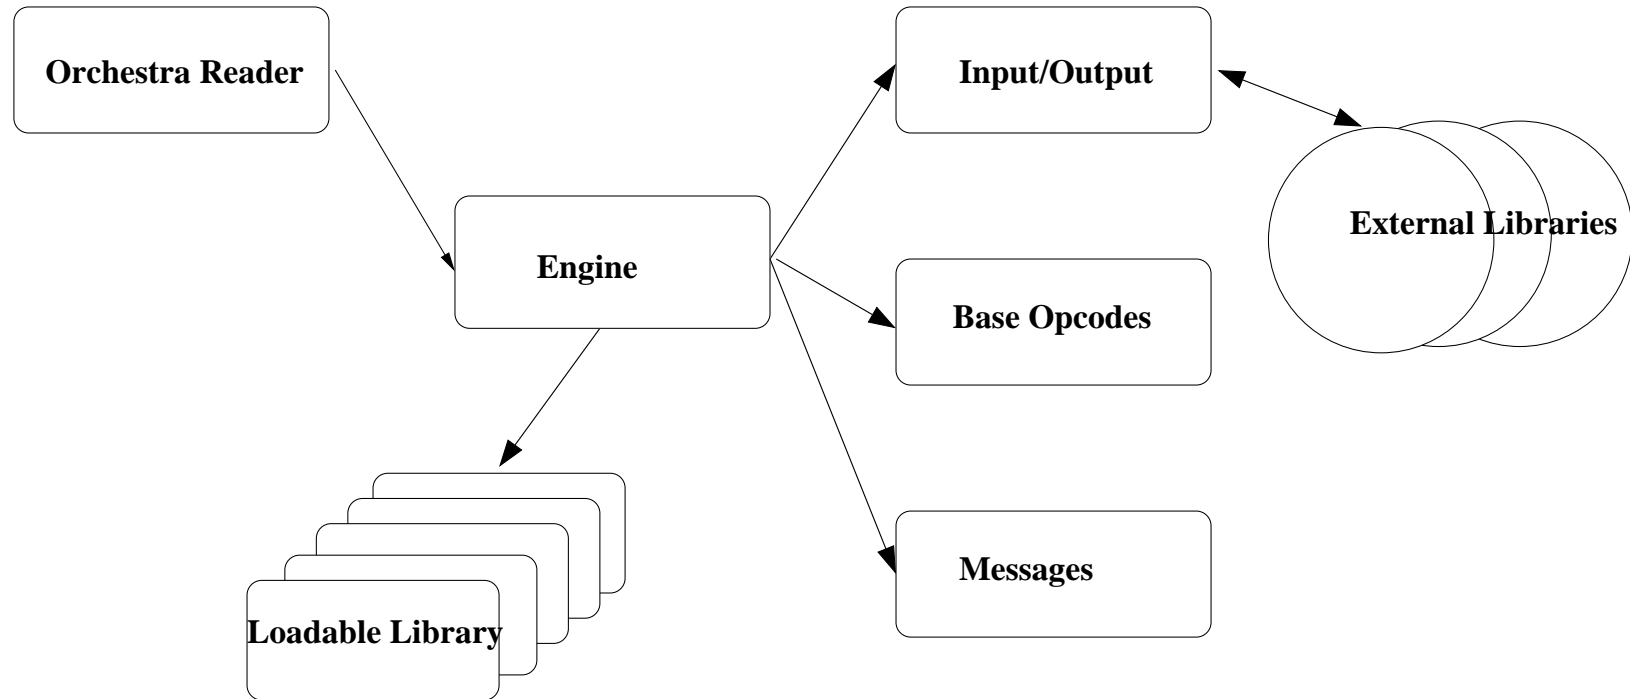 Orchestra Reader
Input/Output
External Libraries
Engine
Base Opcodes
Messages
Loadable Library